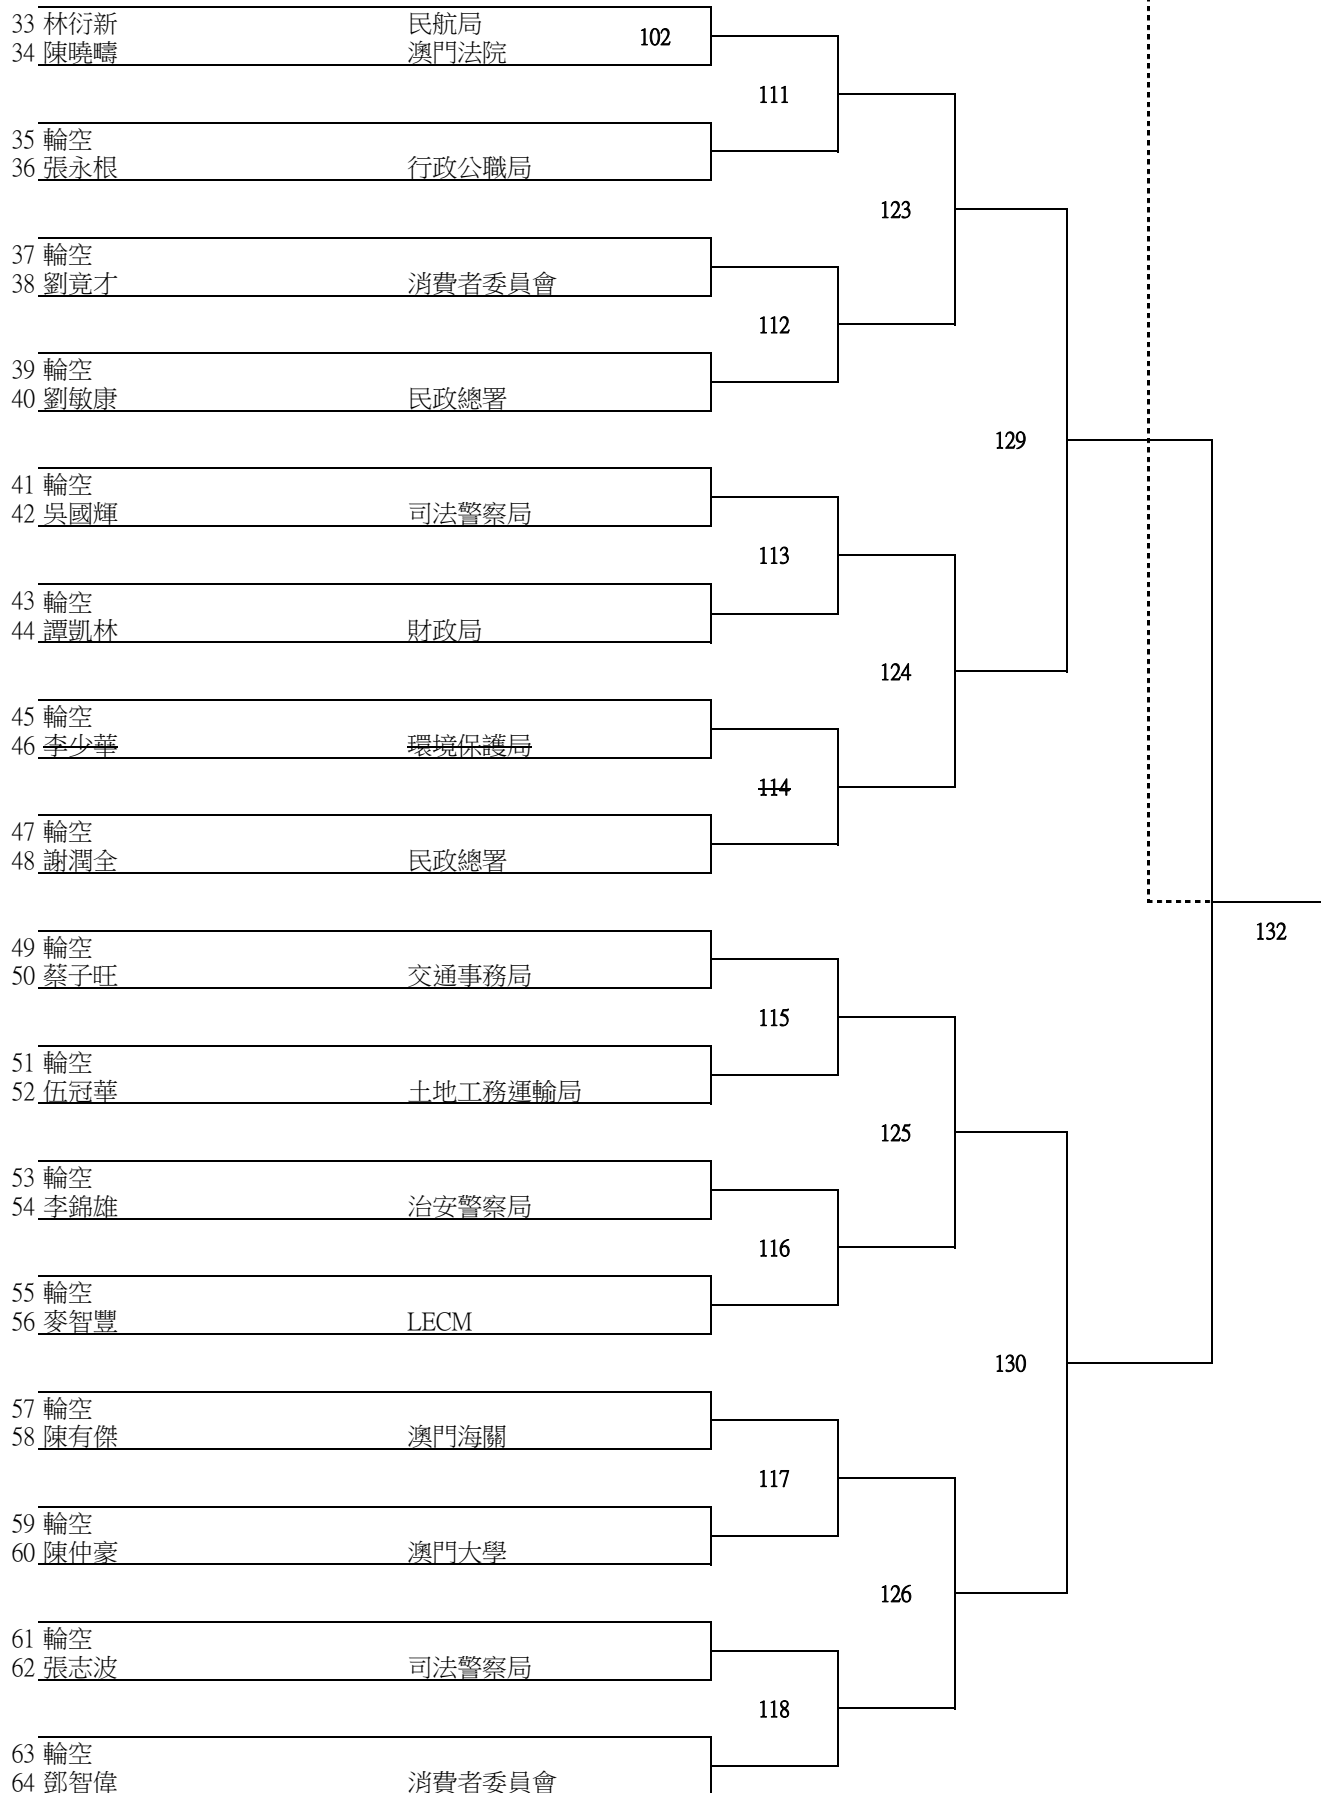 33 林衍新 民航局
102
34 陳曉疇 澳門法院
111
35 輪空
36 張永根 行政公職局
123
37 輪空
38 劉竟才 消費者委員會
112
39 輪空
40 劉敏康 民政總署
129
41 輪空
42 吳國輝 司法警察局
113
43 輪空
44 譚凱林 財政局
124
45 輪空
46 李少華 環境保護局
114
47 輪空
48 謝潤全 民政總署
132
49 輪空
50 蔡子旺 交通事務局
115
51 輪空
52 伍冠華 土地工務運輸局
125
53 輪空
54 李錦雄 治安警察局
116
55 輪空
56 麥智豐 LECM
130
57 輪空
58 陳有傑 澳門海關
117
59 輪空
60 陳仲豪 澳門大學
126
61 輪空
62 張志波 司法警察局
118
63 輪空
64 鄧智偉 消費者委員會